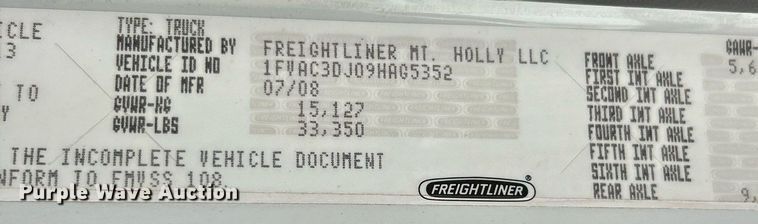 ICLE
3
TO
Y
TYPE: TRUCK
MANUFACTURED BY FREIGHTLINER MT. HOLLY LLC
VEHICLE ID NO 1FVAC3DJ09HAG5352
DATE OF MFR 07/08
GVWR-KG 15,127
GVWR-LBS 33,350
GAWR-
FRONT AXLE 5,6
FIRST INT AXLE
SECOND INT AXLE
THIRD INT AXLE
FOURTH INT AXLE
FIFTH INT AXLE
SIXTH INT AXLE
REAR AXLE 9,
THE INCOMPLETE VEHICLE DOCUMENT
NFORM TO FMVSS 108
FREIGHTLINER®
Purple Wave Auction